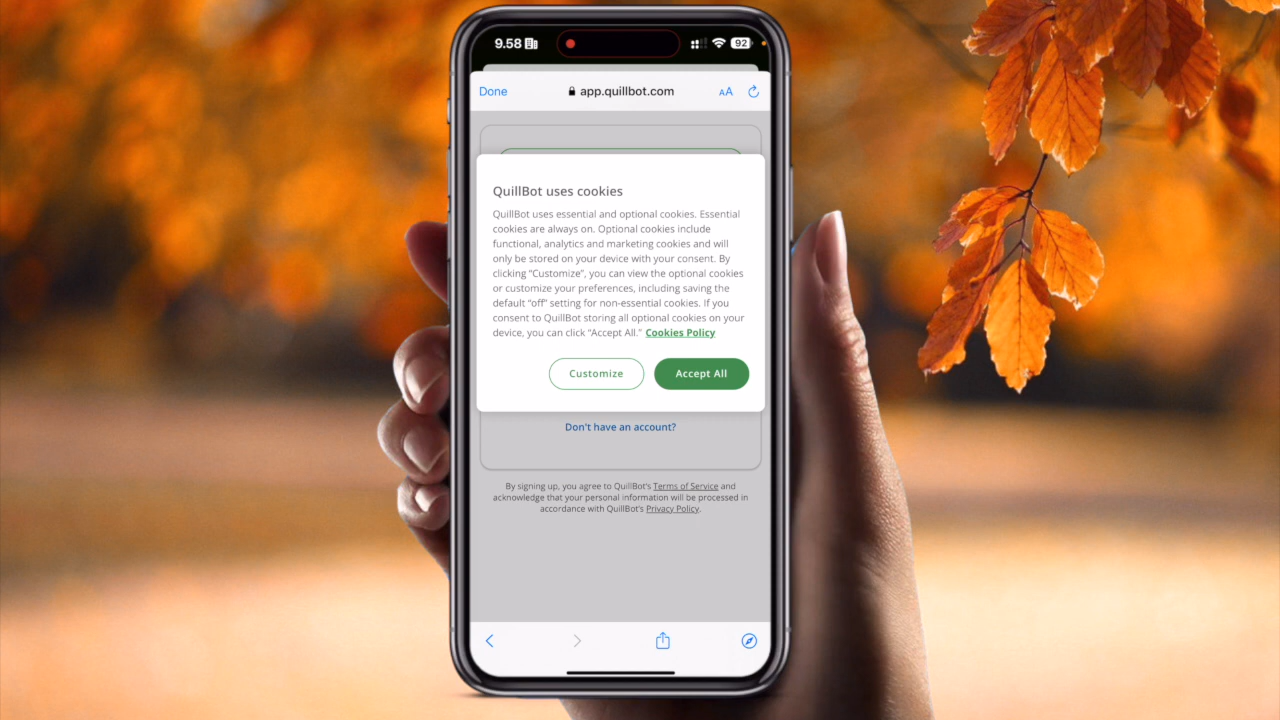 9.58
92
Done
app.quillbot.com
AA
QuillBot uses cookies
QuillBot uses essential and optional cookies. Essential
cookies are always on. Optional cookies include
functional, analytics and marketing cookies and will
only be stored on your device with your consent. By
clicking “Customize”, you can view the optional cookies
or customize your preferences, including saving the
default “off” setting for non-essential cookies. If you
consent to QuillBot storing all optional cookies on your
device, you can click “Accept All.” Cookies Policy
Customize
Accept All
Don't have an account?
By signing up, you agree to QuillBot's Terms of Service and
acknowledge that your personal information will be processed in
accordance with QuillBot's Privacy Policy.